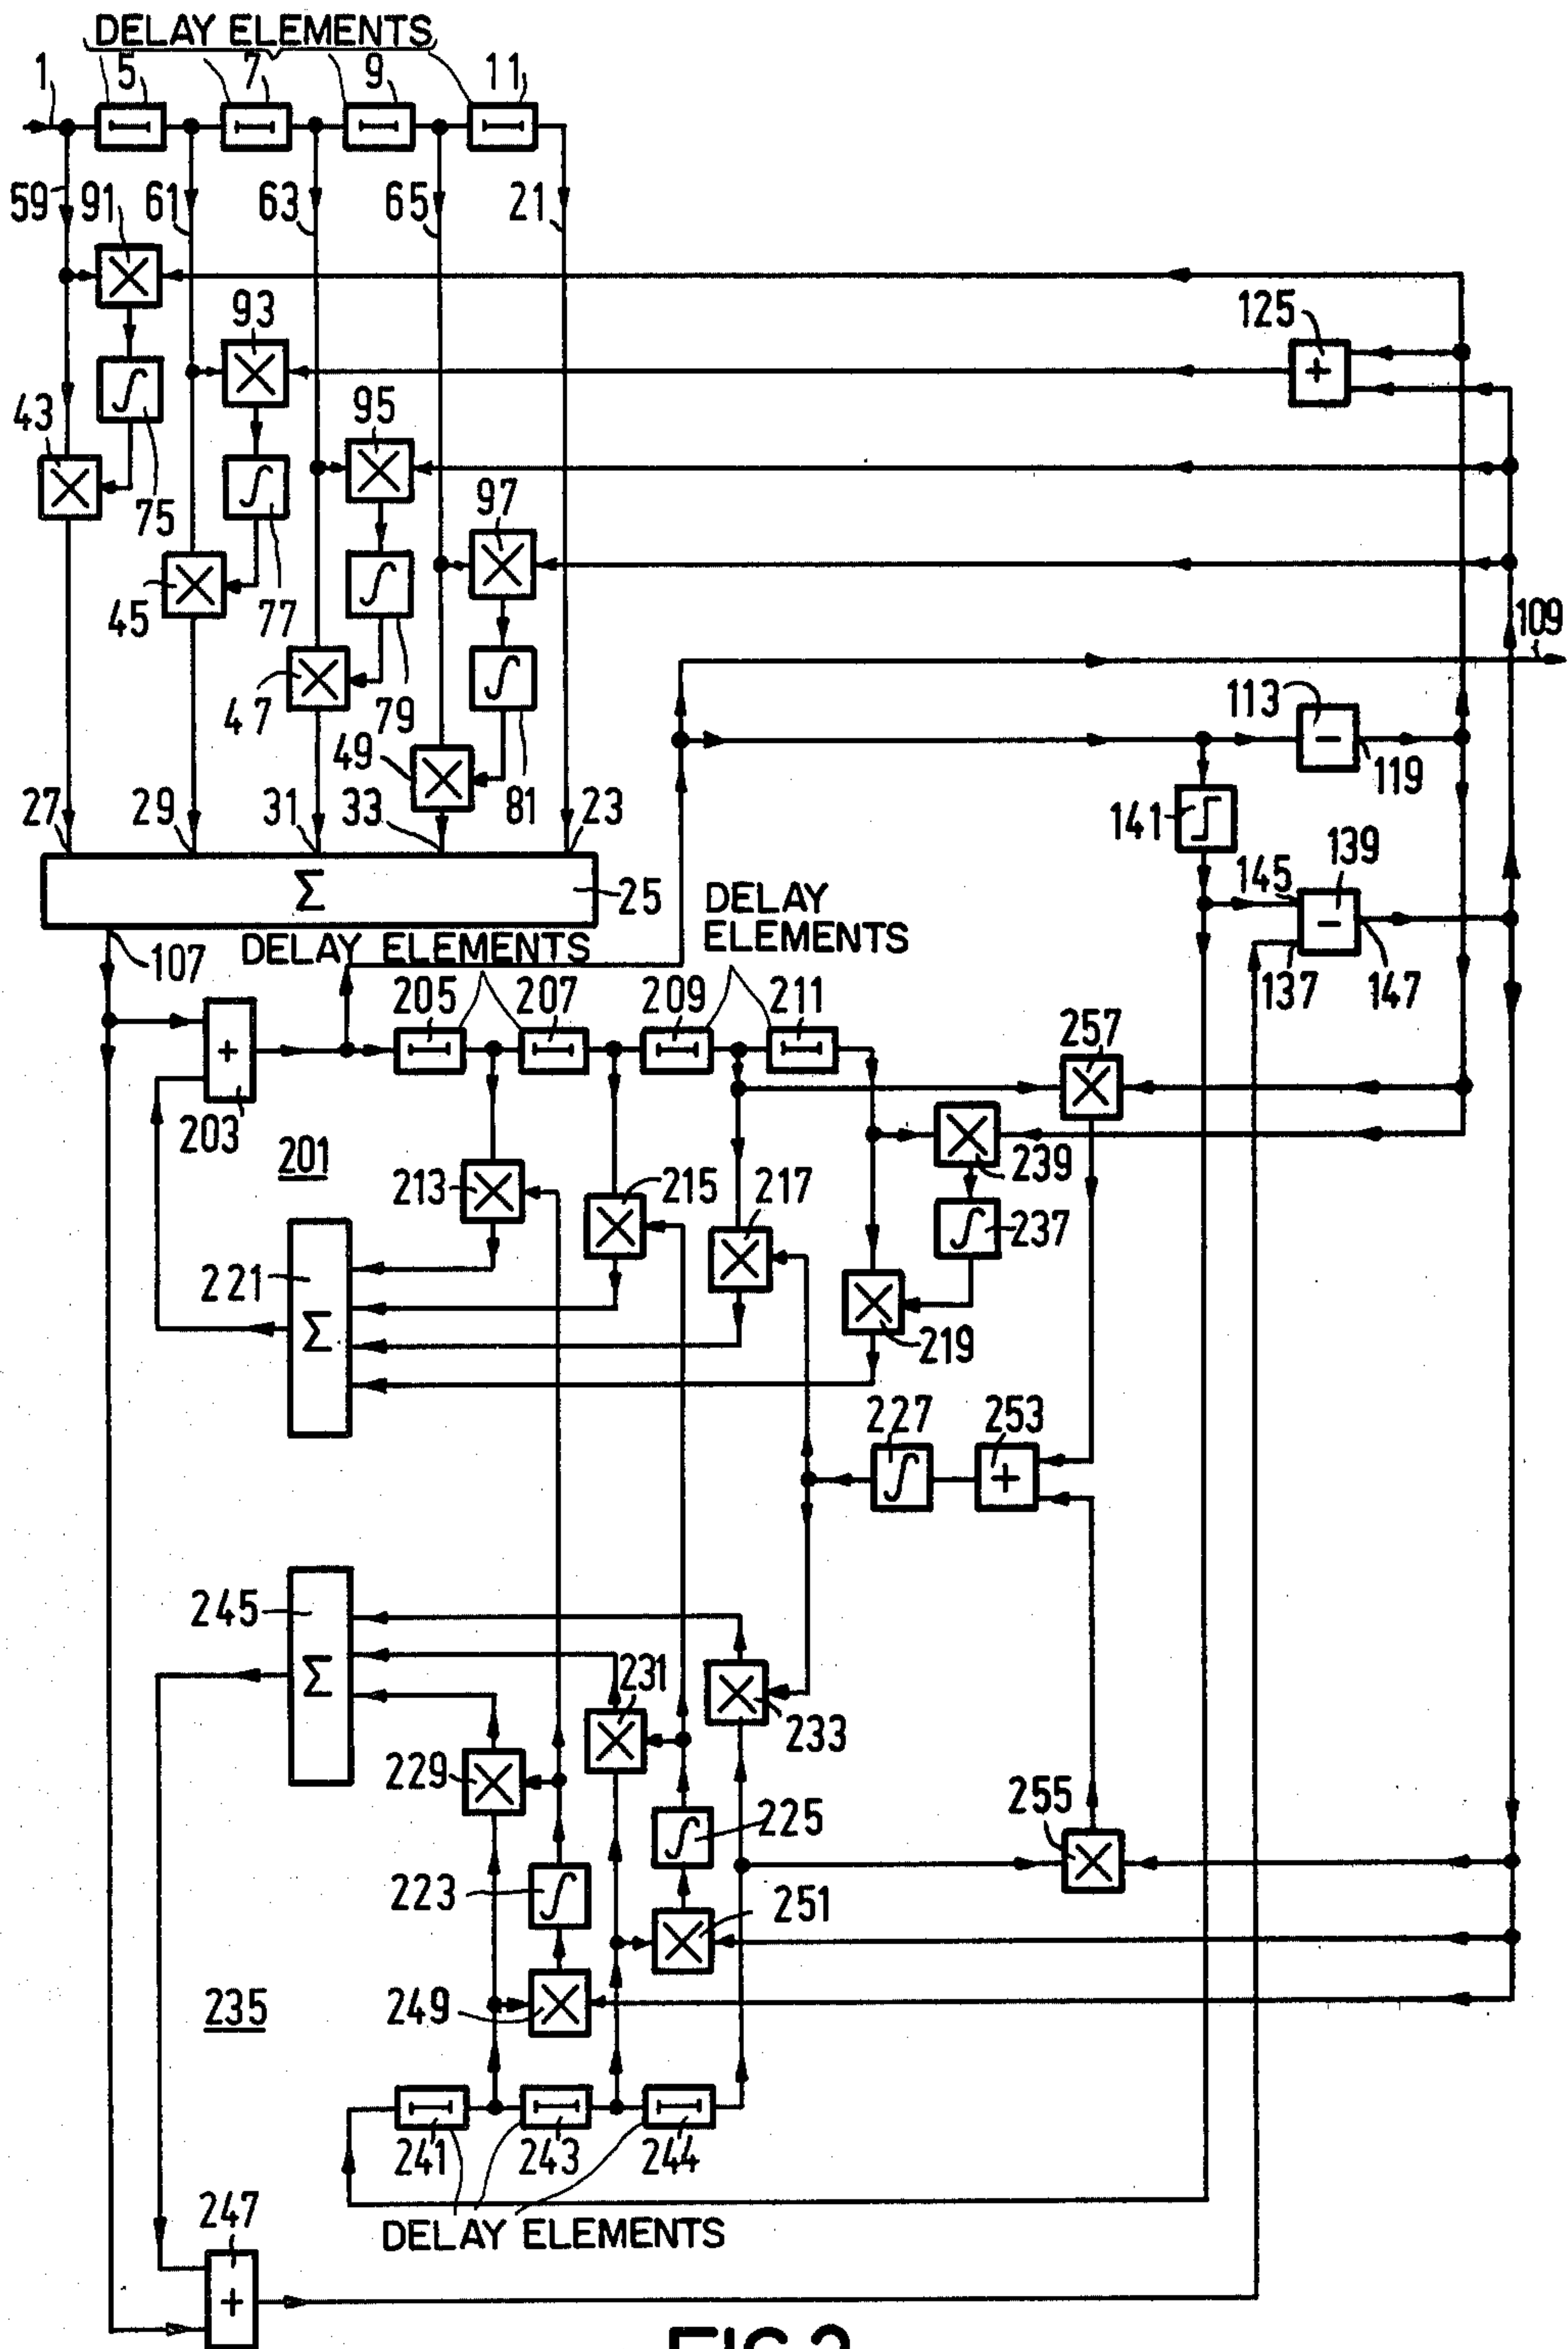 DELAY ELEMENTS
1 5 7 9 11
59 91 61 63 65 21
125
93
43 95
75 97
45 77
109
47 79 113
49 81 119
27 29 31 33 23 141
139
Σ 25 145
DELAY
ELEMENTS
107 DELAY ELEMENTS 137 147
205 207 209 211
257
+
203
201 239
213 215 217
221 237
Σ 219
227 253
+
245
231
Σ 233
229
255
225
223
251
235 249
241 243 244
247 DELAY ELEMENTS
+
FIG.2